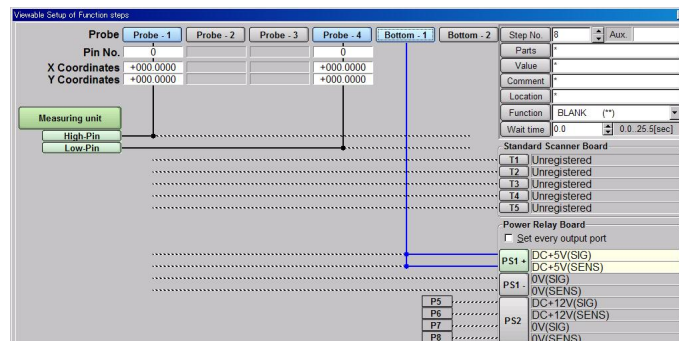 Viewable Setup of Function steps
Probe Probe - 1 Probe - 2 Probe - 3 Probe - 4 Bottom - 1 Bottom - 2 Step No. 8 Aux.
Pin No. 0 0 Parts *
X Coordinates +000.0000 +000.0000 Value *
Y Coordinates +000.0000 +000.0000 Comment *
Location *
Measuring unit Function BLANK (**)
High-Pin Wait time 0.0 0.0..25.5[sec]
Low-Pin Standard Scanner Board
T1 Unregistered
T2 Unregistered
T3 Unregistered
T4 Unregistered
T5 Unregistered
Power Relay Board
Set every output port
PS1 + DC+5V(SIG)
DC+5V(SENS)
PS1 - 0V(SIG)
0V(SENS)
P5 PS2 DC+12V(SIG)
P6 DC+12V(SENS)
P7 0V(SIG)
P8 0V(SENS)